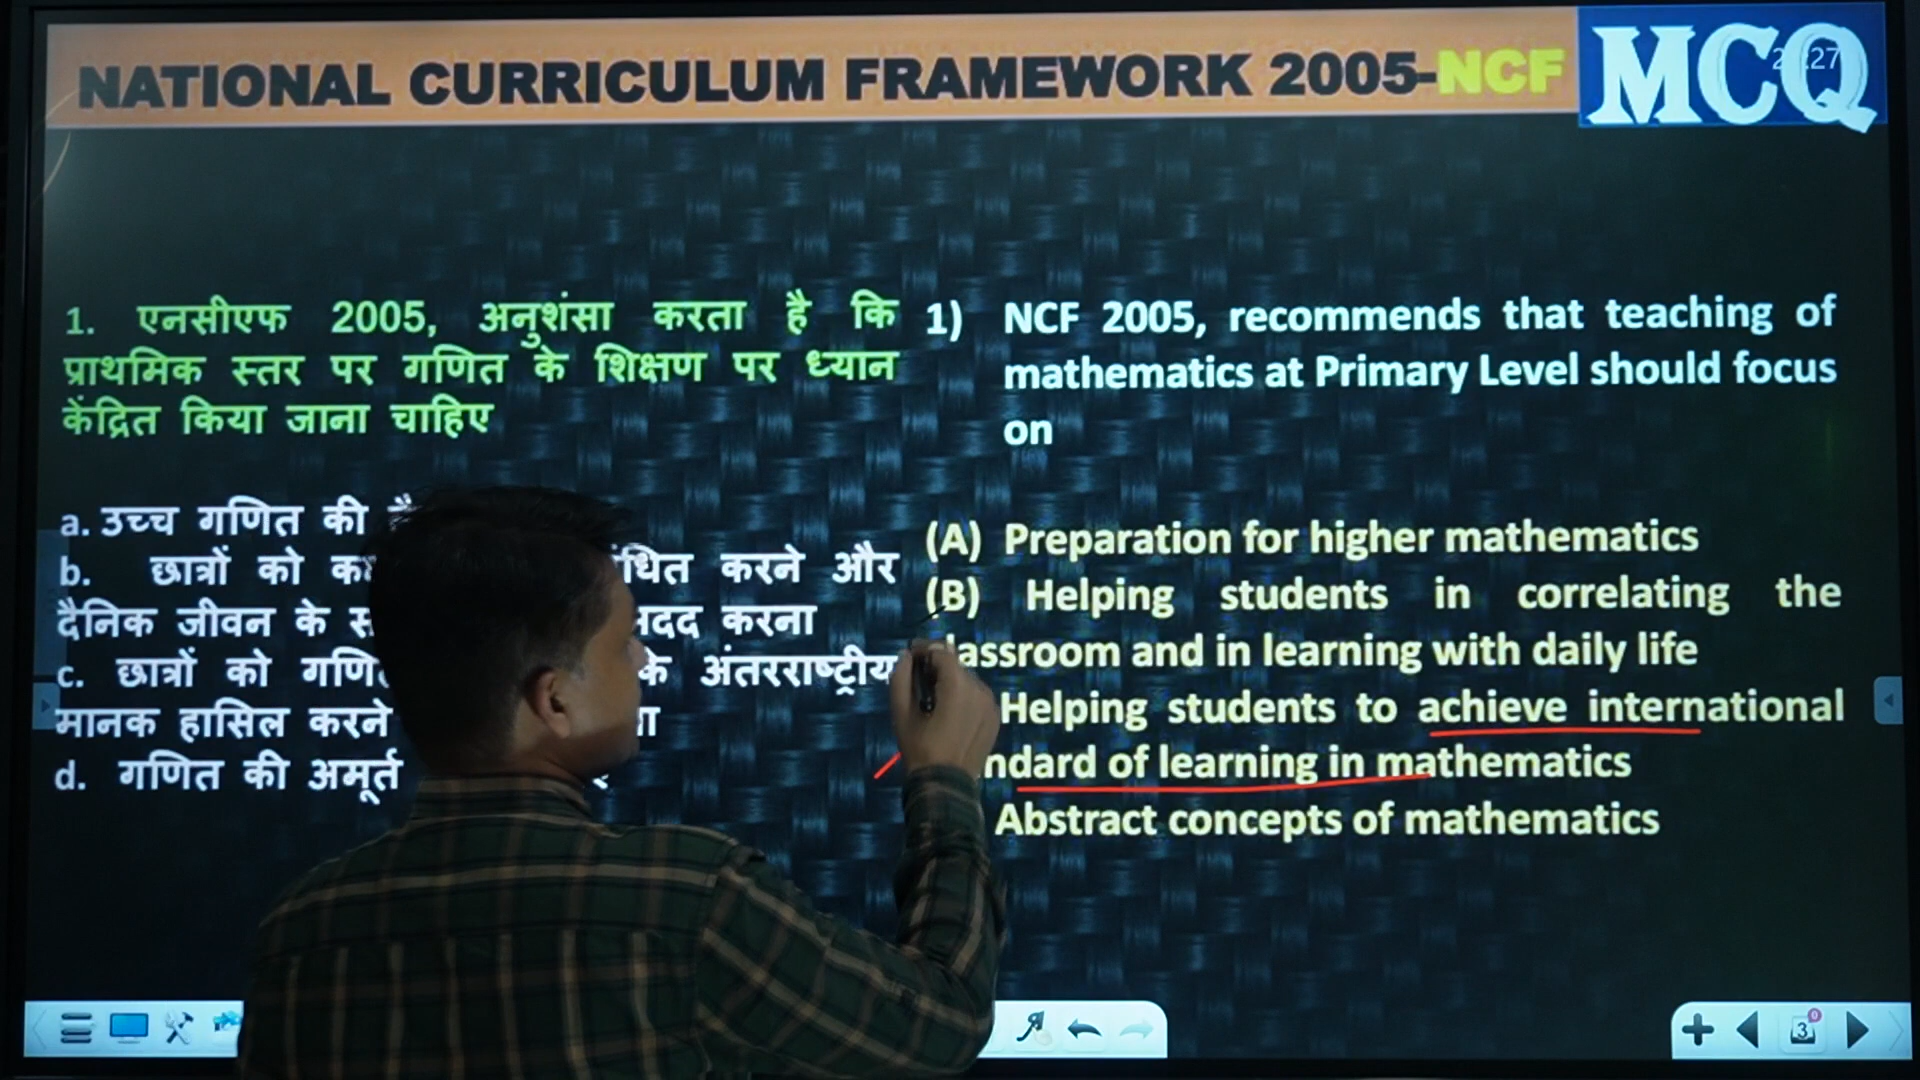 NATIONAL CURRICULUM FRAMEWORK 2005-NCF
MCQ
1. एनसीएफ 2005, अनुशंसा करता है कि
प्राथमिक स्तर पर गणित के शिक्षण पर ध्यान
केंद्रित किया जाना चाहिए
a. उच्च गणित की
b. छात्रों को करने और
दैनिक जीवन के करना
c. छात्रों को के अंतरराष्ट्रीय
मानक हासिल करने
d. गणित की अमूर्त
1) NCF 2005, recommends that teaching of
mathematics at Primary Level should focus
on
(A) Preparation for higher mathematics
(B) Helping students in correlating the
and in learning with daily life
Helping students to achieve international
of learning in mathematics
Abstract concepts of mathematics
3
0